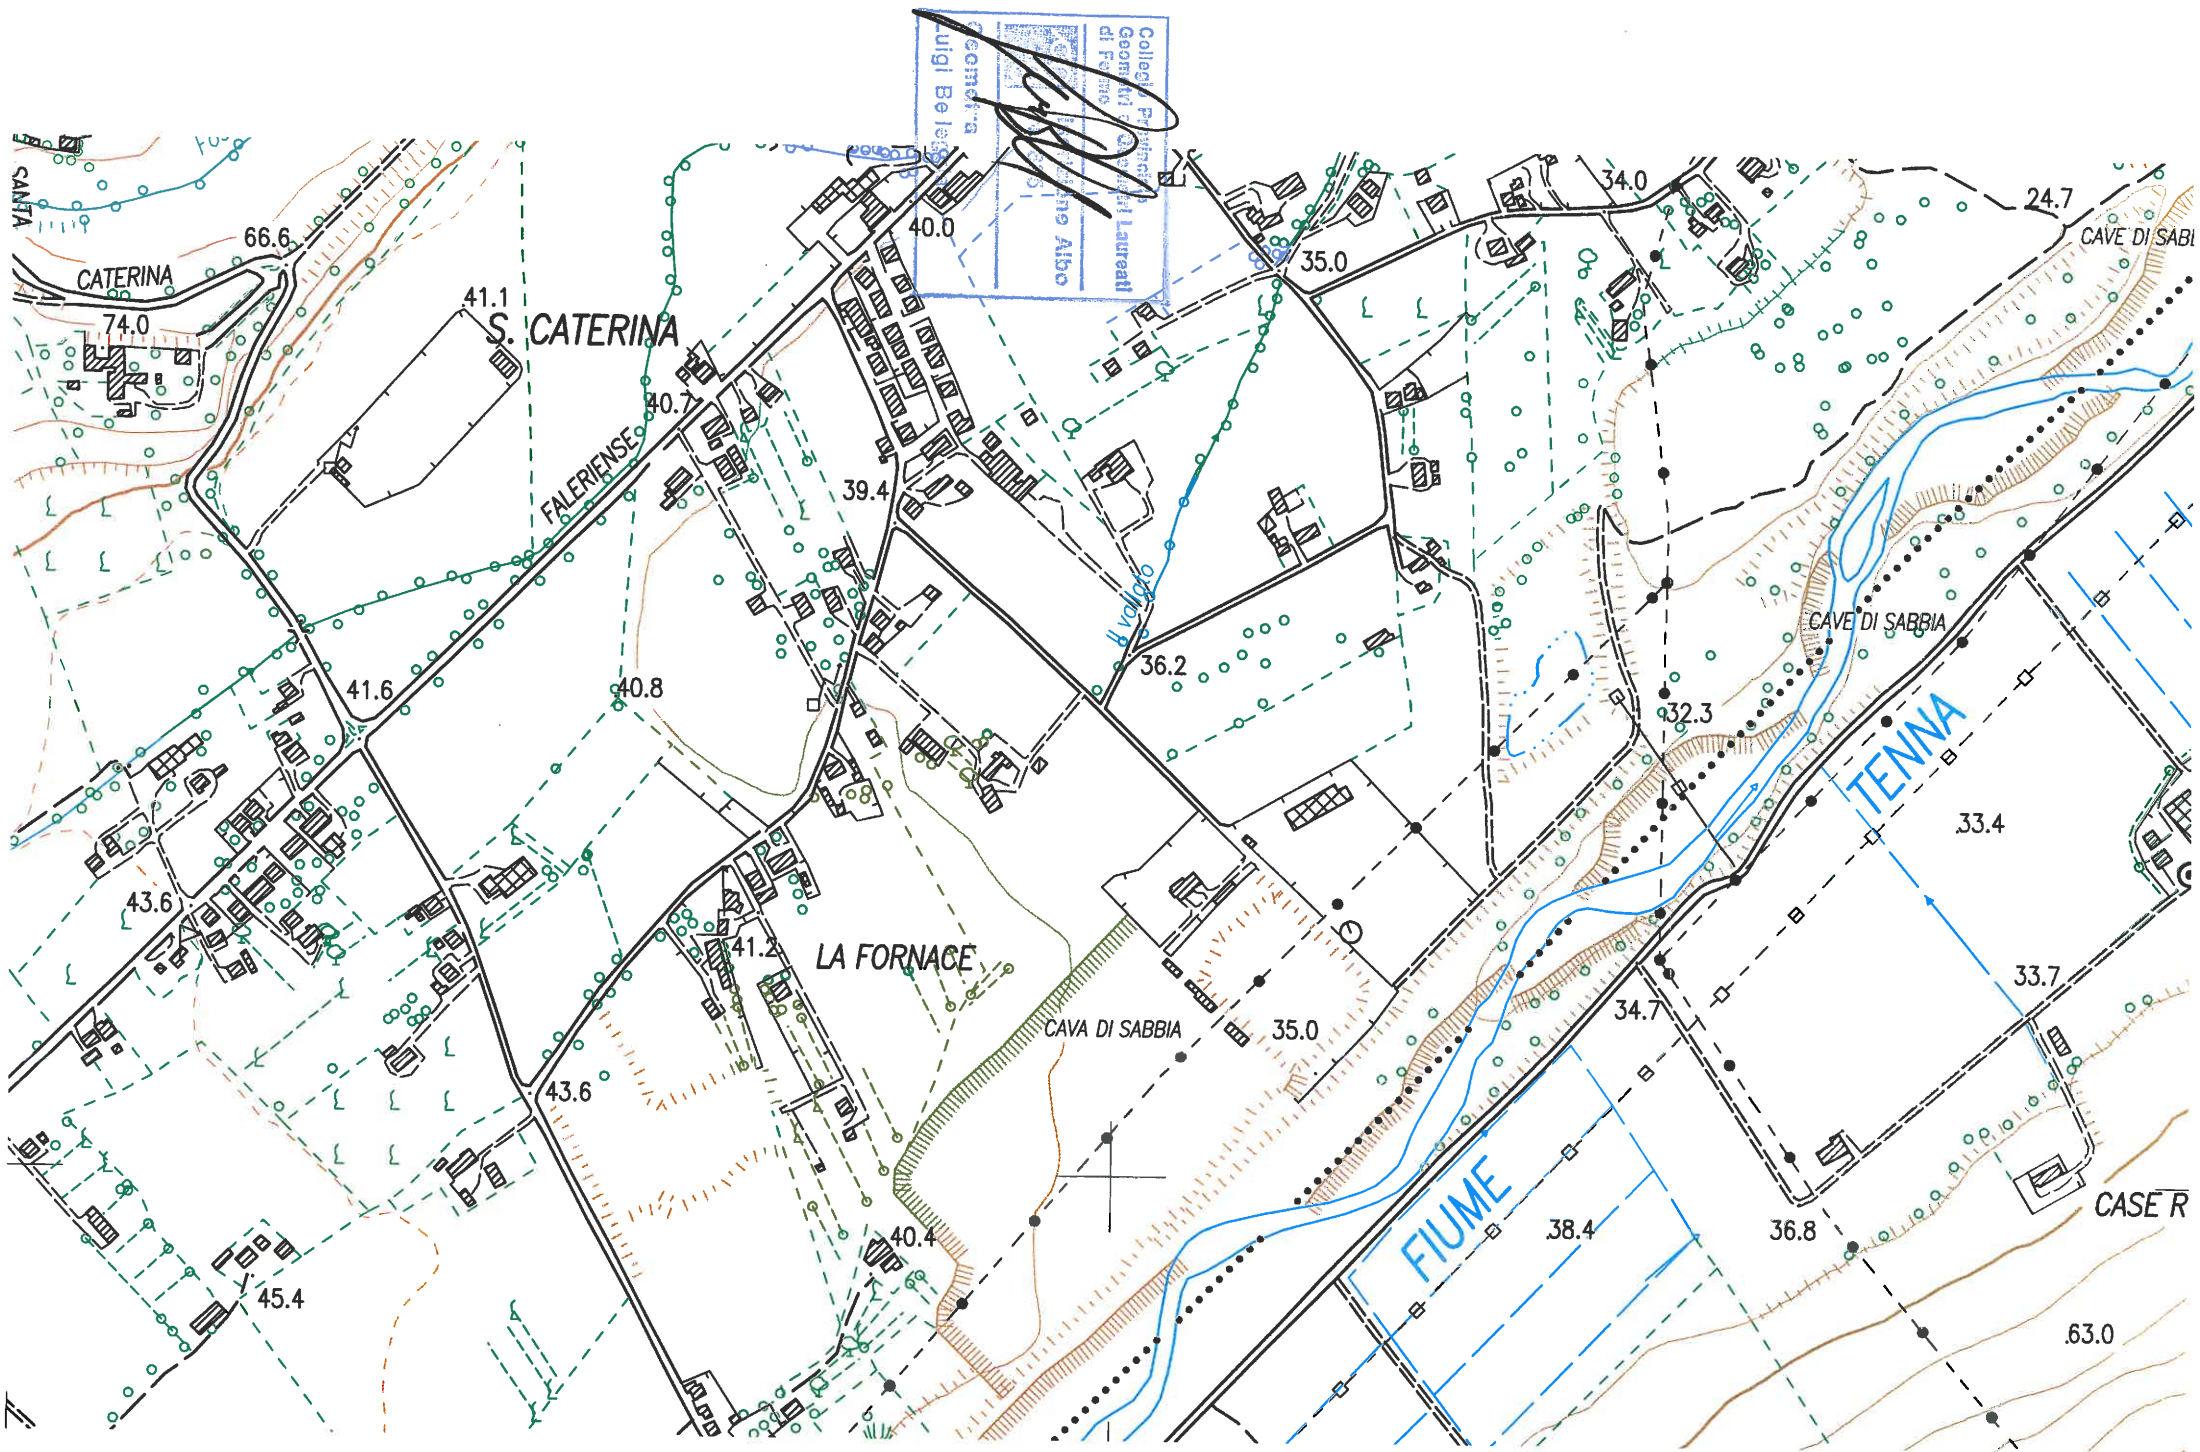 Collegio Provinciale
Geometri e Geometri Laureati
di Fermo
Iscrizione Albo
Geometra
Luigi
SANTA
CATERINA
66.6
74.0
41.1
S. CATERINA
40.0
34.0
24.7
CAVE DI SABB
35.0
40.7
FALERIENSE
39.4
Il vallato
36.2
CAVE DI SABBIA
41.6
40.8
32.3
TENNA
.33.4
43.6
41.2
LA FORNACE
CAVA DI SABBIA
35.0
34.7
33.7
43.6
40.4
FIUME
.38.4
36.8
CASE R
45.4
.63.0